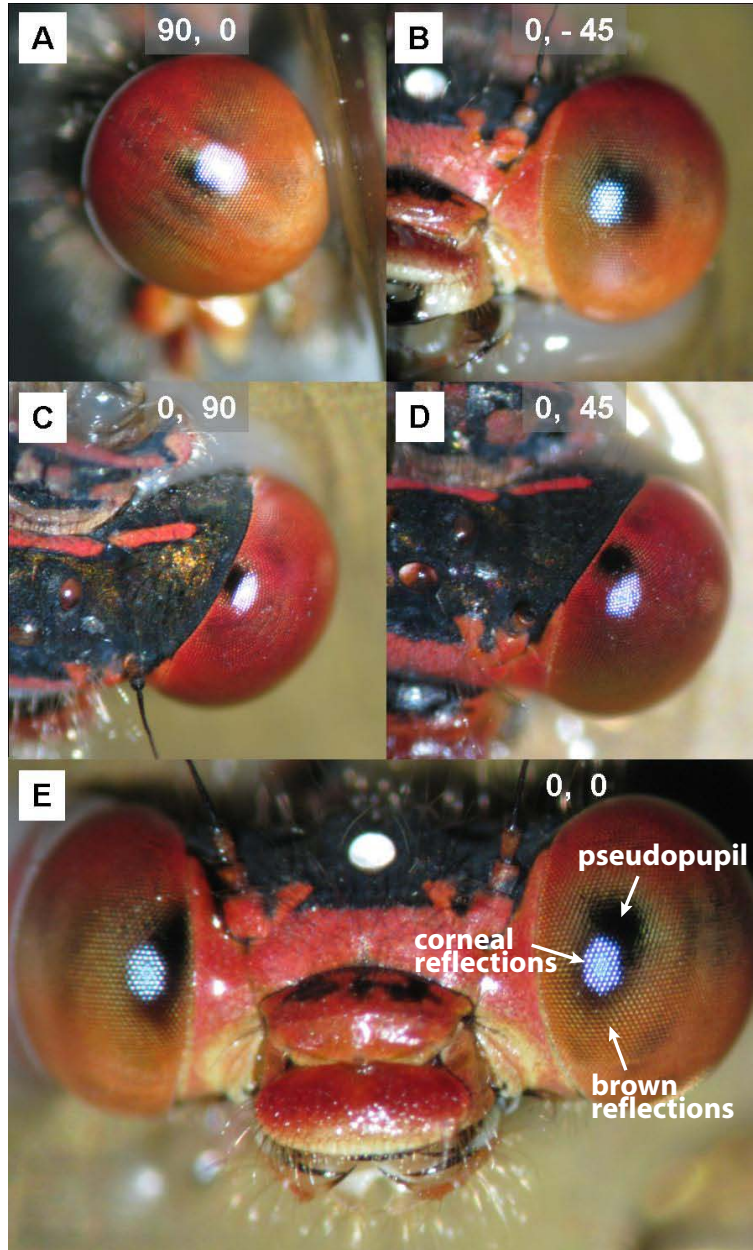 A
90, 0
B
0, - 45
C
0, 90
D
0, 45
E
0, 0
pseudopupil
corneal
reflections
brown
reflections